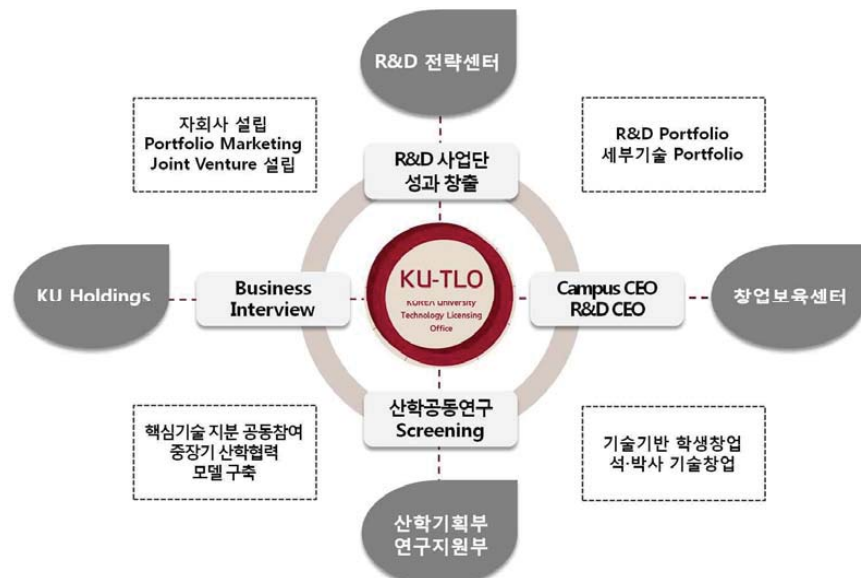 R&D 전략센터
자회사 설립
Portfolio Marketing
Joint Venture 설립
R&D 사업단
성과 창출
R&D Portfolio
세부기술 Portfolio
KU Holdings
Business
Interview
KU-TLO
KOREA University
Technology Licensing
Office
Campus CEO
R&D CEO
창업보육센터
핵심기술 지분 공동참여
중장기 산학협력
모델 구축
산학공동연구
Screening
기술기반 학생창업
석·박사 기술창업
산학기획부
연구지원부